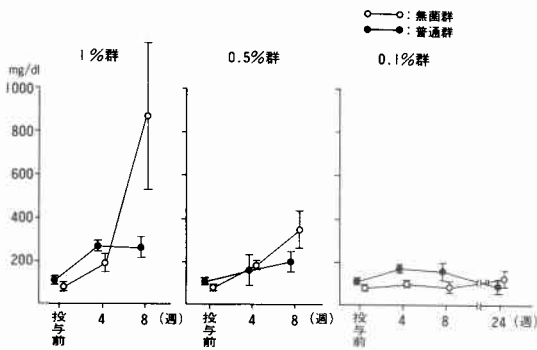 ○─○：無菌群
●─●：普通群
1％群
0.5％群
0.1％群
mg/dl
1000
800
600
400
200
投与前
4
8
(週)
投与前
4
8
(週)
投与前
4
8
24
(週)